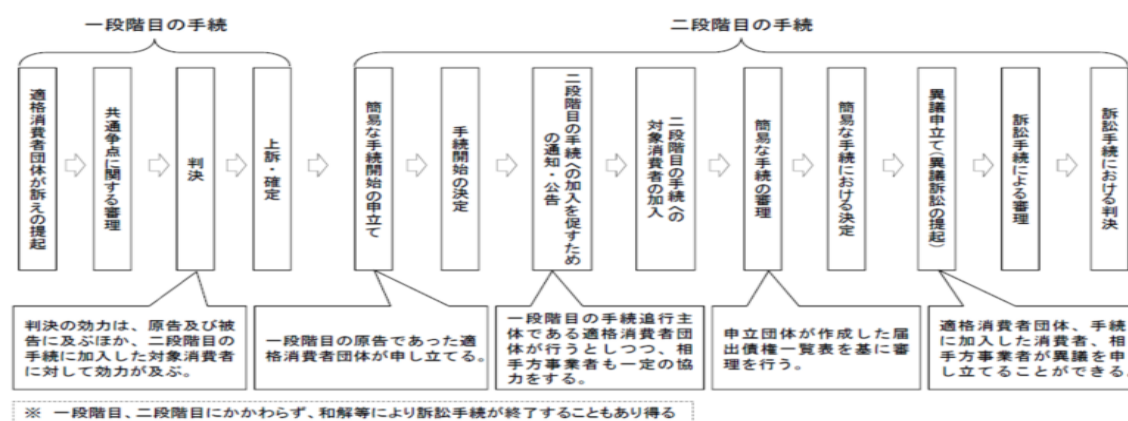 一段階目の手続
二段階目の手続
適格消費者団体が訴えの提起
共通争点に関する審理
判決
上訴・確定
簡易な手続開始の申立て
手続開始の決定
二段階目の手続への加入を促すため
の通知・公告
二段階目の手続への
対象消費者の加入
簡易な手続の審理
簡易な手続における決定
異議申立て(異議訴訟の提起)
訴訟手続による審理
訴訟手続における判決
判決の効力は、原告及び被
告に及ぶほか、二段階目の
手続に加入した対象消費者
に対して効力が及ぶ。
一段階目の原告であった適
格消費者団体が申し立てる。
一段階目の手続追行主
体である適格消費者団
体が行うとしつつ、相
手方事業者も一定の協
力をする。
申立団体が作成した届
出債権一覧表を基に審
理を行う。
適格消費者団体、手続
に加入した消費者、相
手方事業者が異議を申
し立てることができる。
※ 一段階目、二段階目にかかわらず、和解等により訴訟手続が終了することもあり得る